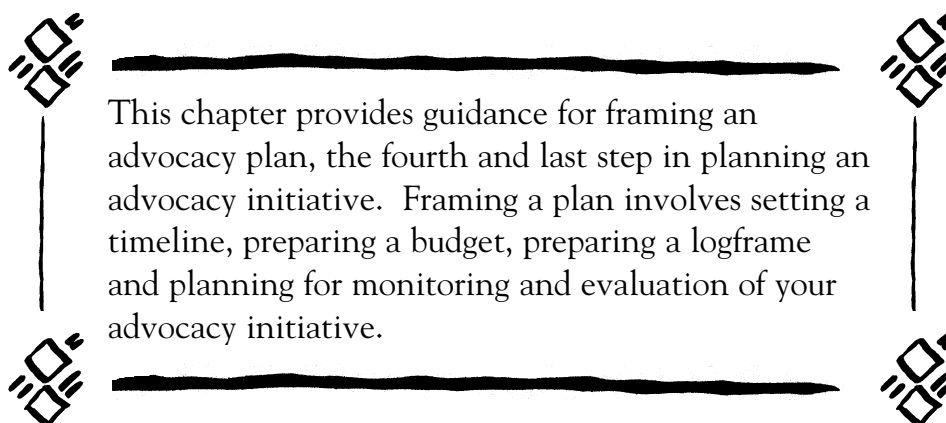 This chapter provides guidance for framing an
advocacy plan, the fourth and last step in planning an
advocacy initiative.  Framing a plan involves setting a
timeline, preparing a budget, preparing a logframe
and planning for monitoring and evaluation of your
advocacy initiative.